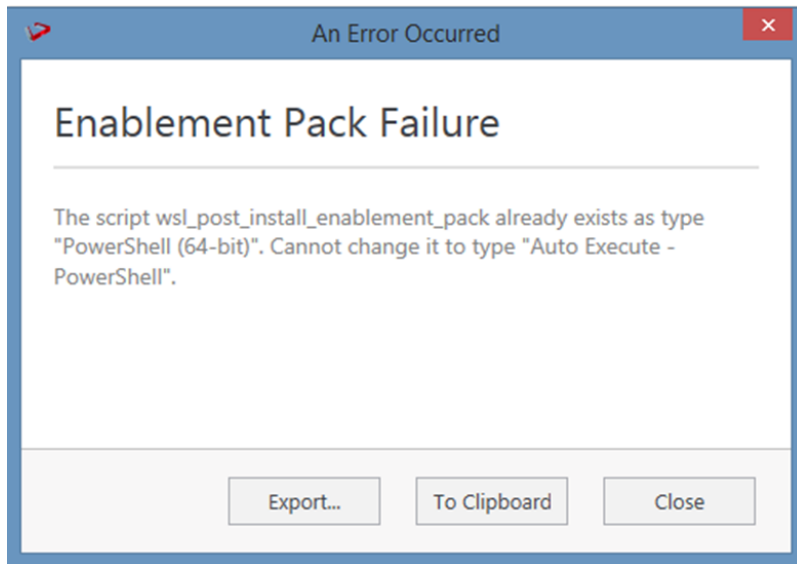 An Error Occurred
Enablement Pack Failure
The script wsl_post_install_enablement_pack already exists as type
"PowerShell (64-bit)". Cannot change it to type "Auto Execute -
PowerShell".
Export...
To Clipboard
Close